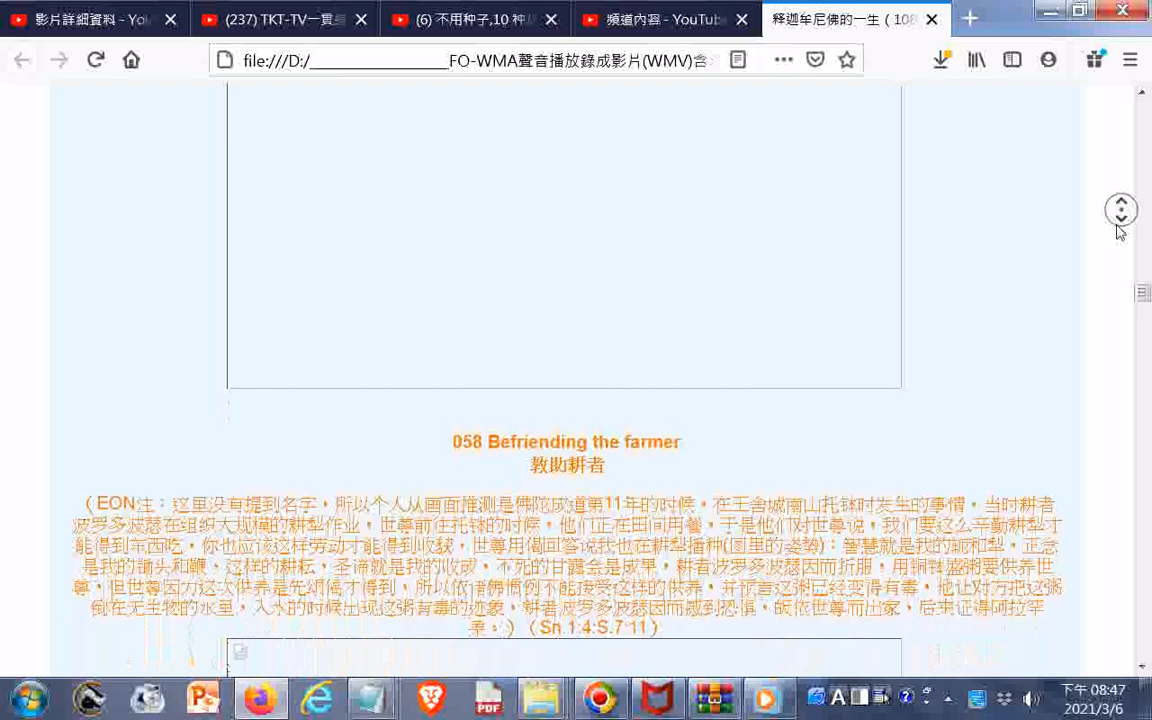 影片詳細資料 - Yo
(237) TKT-TV一貫
(6) 不用种子,10 种
頻道內容 - YouTub
释迦牟尼佛的一生（108
file:///D:/________________FO-WMA聲音播放錄成影片(WMV)含
058 Befriending the farmer
教助耕者
（EON注：这里没有提到名字，所以个人从画面推测是佛陀成道第11年的时候，在王舍城南山托钵时发生的事情，当时耕者
波罗多波瑟在组织大规模的耕犁作业，世尊前往托钵的时候，他们正在田间用餐，于是他们对世尊说，我们要这么辛勤耕犁才
能得到东西吃，你也应该这样劳动才能得到收获，世尊用偈回答说我也在耕犁播种(图里的姿势)：智慧就是我的轭和犁，正念
是我的锄头和鞭、这样的耕耘，圣谛就是我的收成，不死的甘露会是成果，耕者波罗多波瑟因而折服，用铜钵盛粥要供养世
尊，但世尊因为这次供养是先颂偈才得到，所以依诸佛惯例不能接受这样的供养，并预言这粥已经变得有毒，他让对方把这粥
倒在无生物的水里，入水的时候出现这粥有毒的迹象，耕者波罗多波瑟因而感到恐惧，皈依世尊而出家，后来证得阿拉罕
果。）（Sn.1:4:S.7:11）
下午 08:47
2021/3/6